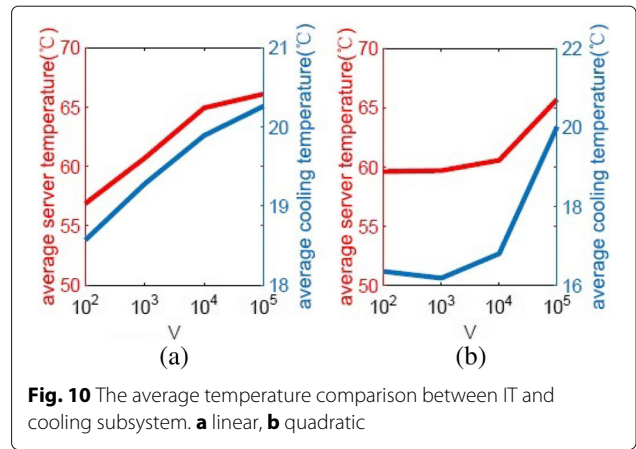 average server temperature(℃)
70
65
60
55
50
21
20
19
18
average cooling temperature(℃)
10²
10³
10⁴
10⁵
V
(a)
average server temperature(℃)
70
65
60
55
50
22
20
18
16
average cooling temperature(℃)
10²
10³
10⁴
10⁵
V
(b)
Fig. 10 The average temperature comparison between IT and
cooling subsystem. a linear, b quadratic